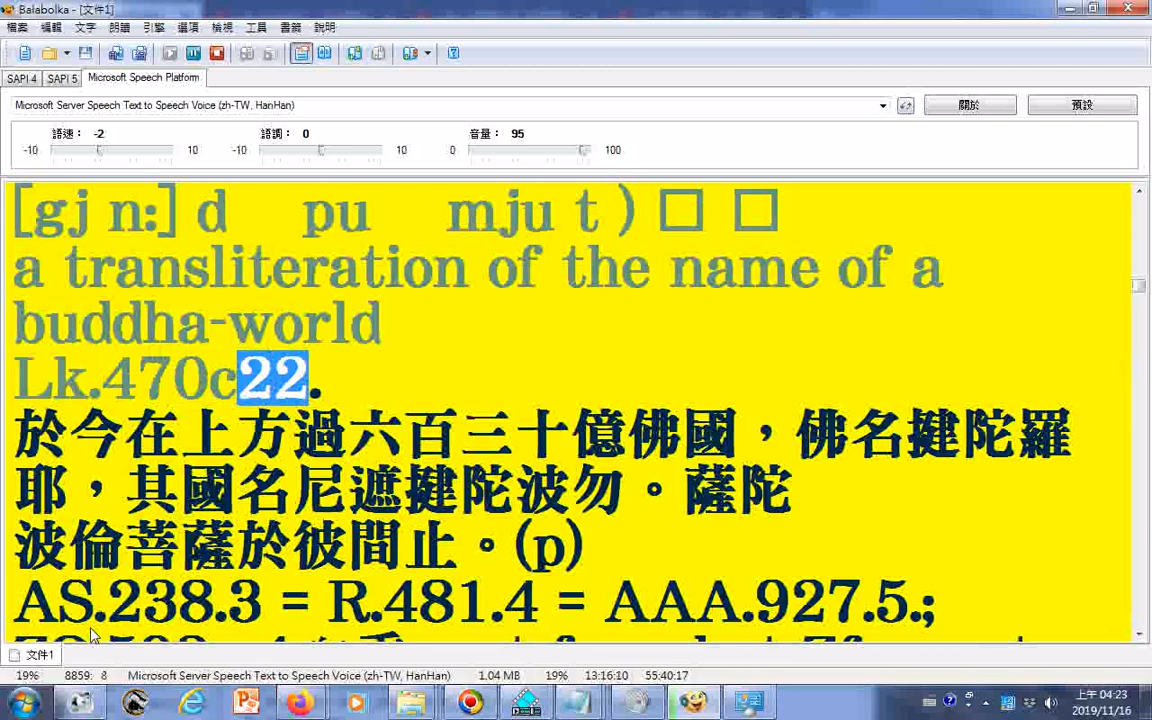 Balabolka - [文件1]
檔案 編輯 文字 朗讀 引擎 選項 檢視 工具 書籤 說明
SAPI 4 SAPI 5 Microsoft Speech Platform
Microsoft Server Speech Text to Speech Voice (zh-TW, HanHan) 關於 預設
語速： -2 語調： 0 音量： 95
-10 10 -10 10 0 100
[gj n:] d pu mju t ) □ □
a transliteration of the name of a
buddha-world
Lk.470c22.
於今在上方過六百三十億佛國，佛名揵陀羅
耶，其國名尼遮揵陀波勿。薩陀
波倫菩薩於彼間止。(p)
AS.238.3 = R.481.4 = AAA.927.5.;
文件1
19% 8859: 8 Microsoft Server Speech Text to Speech Voice (zh-TW, HanHan) 1.04 MB 19% 13:16:10 55:40:17
上午 04:23
2019/11/16